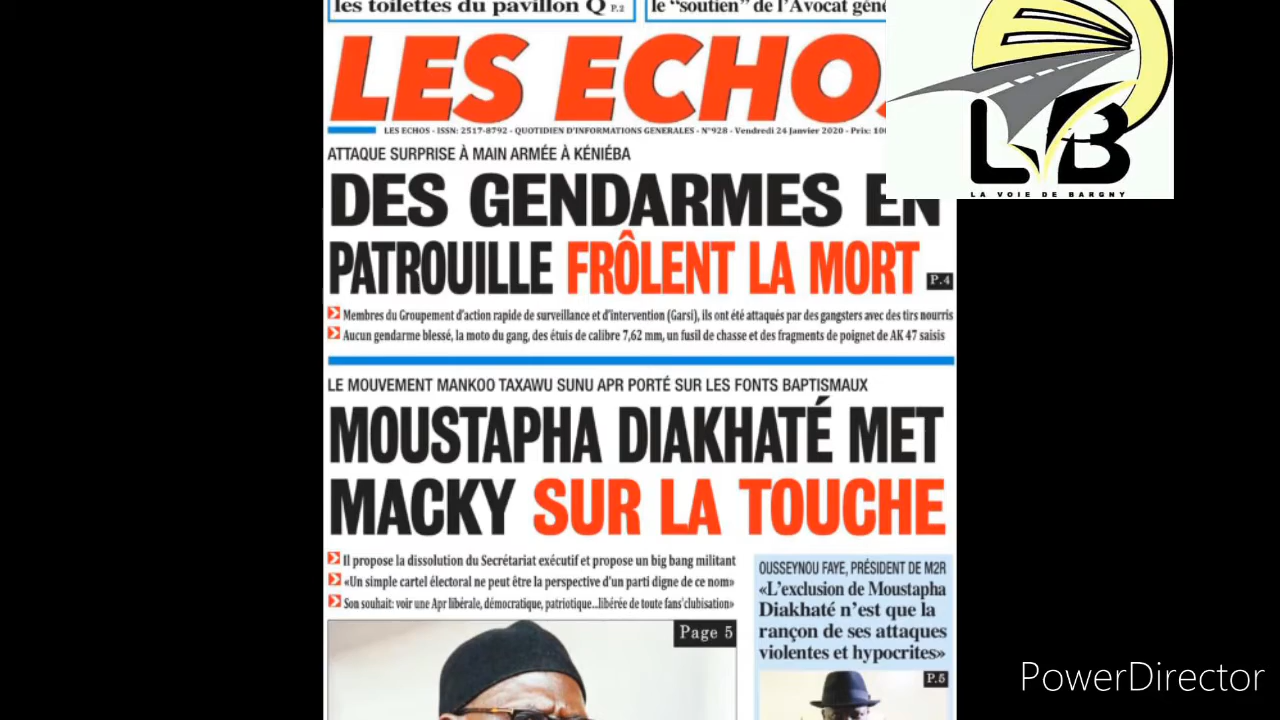 les toilettes du pavillon Q P.2
le "soutien" de l'Avocat
LES ECHOS
LES ECHOS - ISSN: 2517-8792 - QUOTIDIEN D'INFORMATIONS GENERALES - N°928 - Vendredi 24 Janvier 2020 - Prix:
LB
LA VOIE DE BARGNY
ATTAQUE SURPRISE À MAIN ARMÉE À KÉNIÉBA
DES GENDARMES EN
PATROUILLE FRÔLENT LA MORT P.4
Membres du Groupement d'action rapide de surveillance et d'intervention (Garsi), ils ont été attaqués par des gangsters avec des tirs nourris
Aucun gendarme blessé, la moto du gang, des étuis de calibre 7,62 mm, un fusil de chasse et des fragments de poignet de AK 47 saisis
LE MOUVEMENT MANKOO TAXAWU SUNU APR PORTÉ SUR LES FONTS BAPTISMAUX
MOUSTAPHA DIAKHATÉ MET
MACKY SUR LA TOUCHE
Il propose la dissolution du Secrétariat exécutif et propose un big bang militant
«Un simple cartel électoral ne peut être la perspective d'un parti digne de ce nom»
Son souhait: voir une Apr libérale, démocratique, patriotique...libérée de toute fans'clubisation»
Page 5
OUSSEYNOU FAYE, PRÉSIDENT DE M2R
«L'exclusion de Moustapha
Diakhaté n'est que la
rançon de ses attaques
violentes et hypocrites»
P.5
PowerDirector